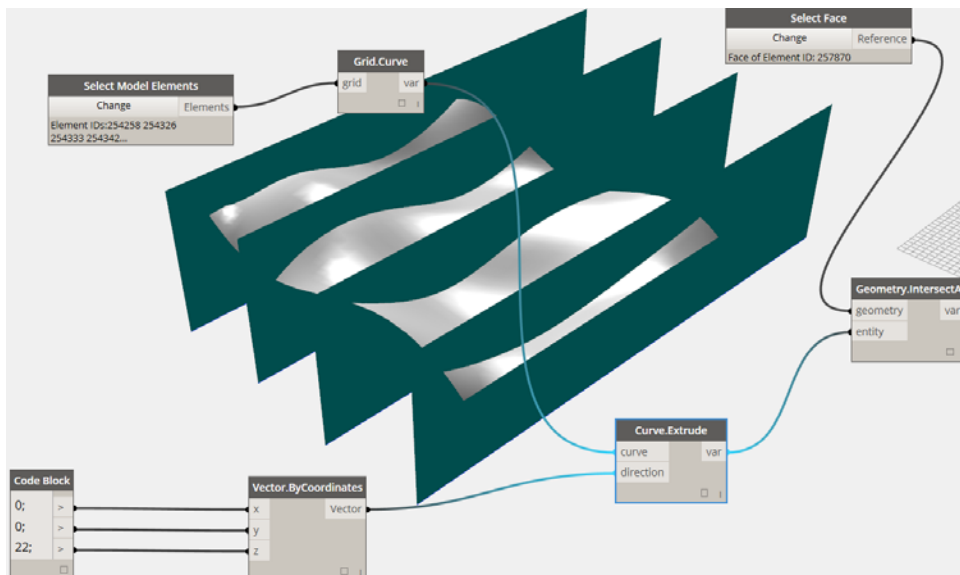 Select Face
Change
Reference
Face of Element ID: 257870
Grid.Curve
grid
var
Select Model Elements
Change
Elements
Element IDs:254258 254326
254333 254342...
Geometry.IntersectA
geometry
var
entity
Curve.Extrude
curve
var
direction
Code Block
0;
>
0;
>
22;
>
Vector.ByCoordinates
x
Vector
y
z